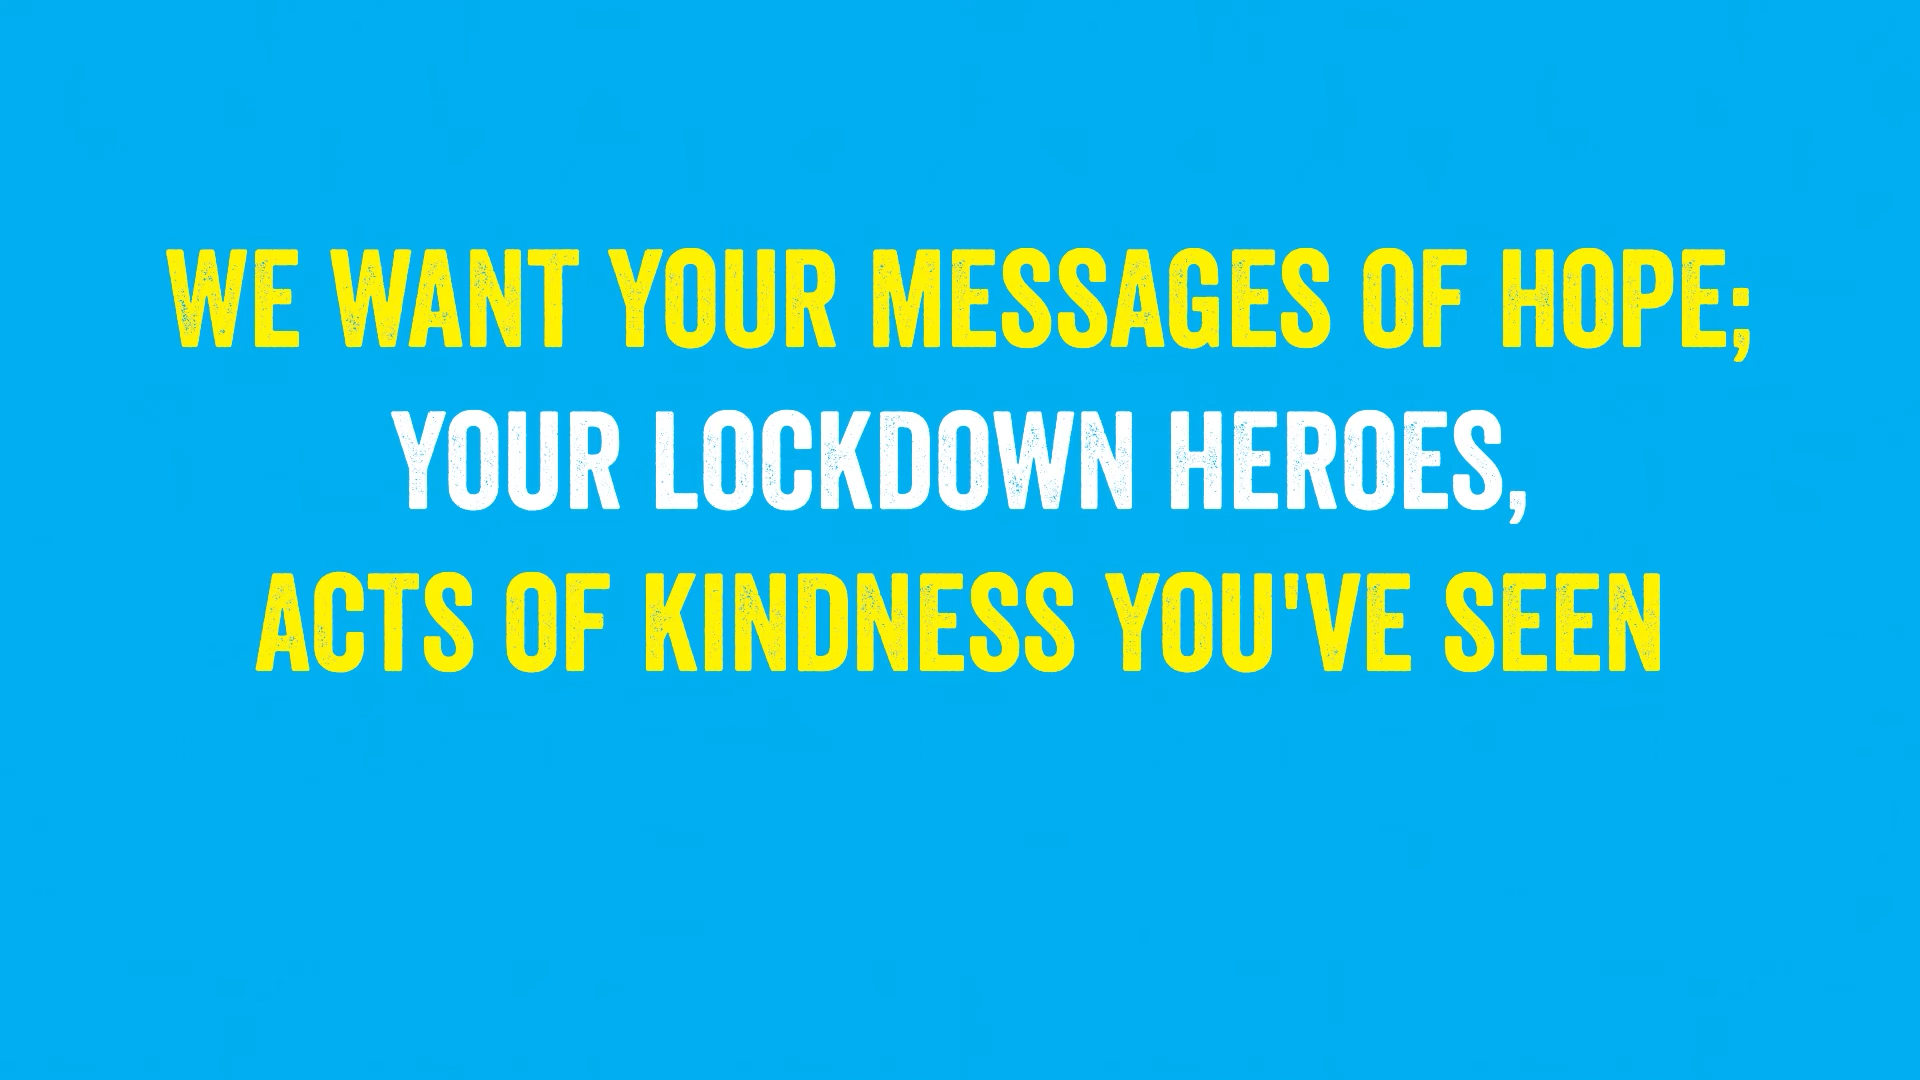 WE WANT YOUR MESSAGES OF HOPE;
YOUR LOCKDOWN HEROES,
ACTS OF KINDNESS YOU'VE SEEN